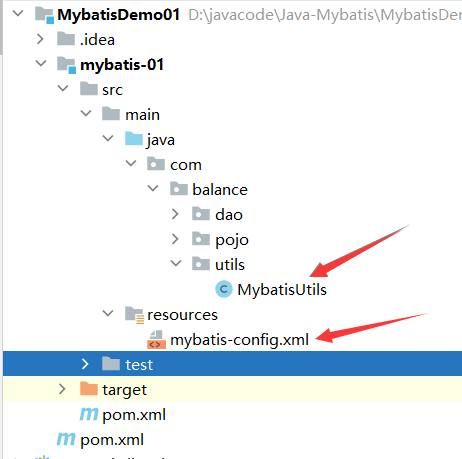 MybatisDemo01 D:\javacode\Java-Mybatis\MybatisDe
.idea
mybatis-01
src
main
java
com
balance
dao
pojo
utils
C MybatisUtils
resources
mybatis-config.xml
test
target
m pom.xml
m pom.xml